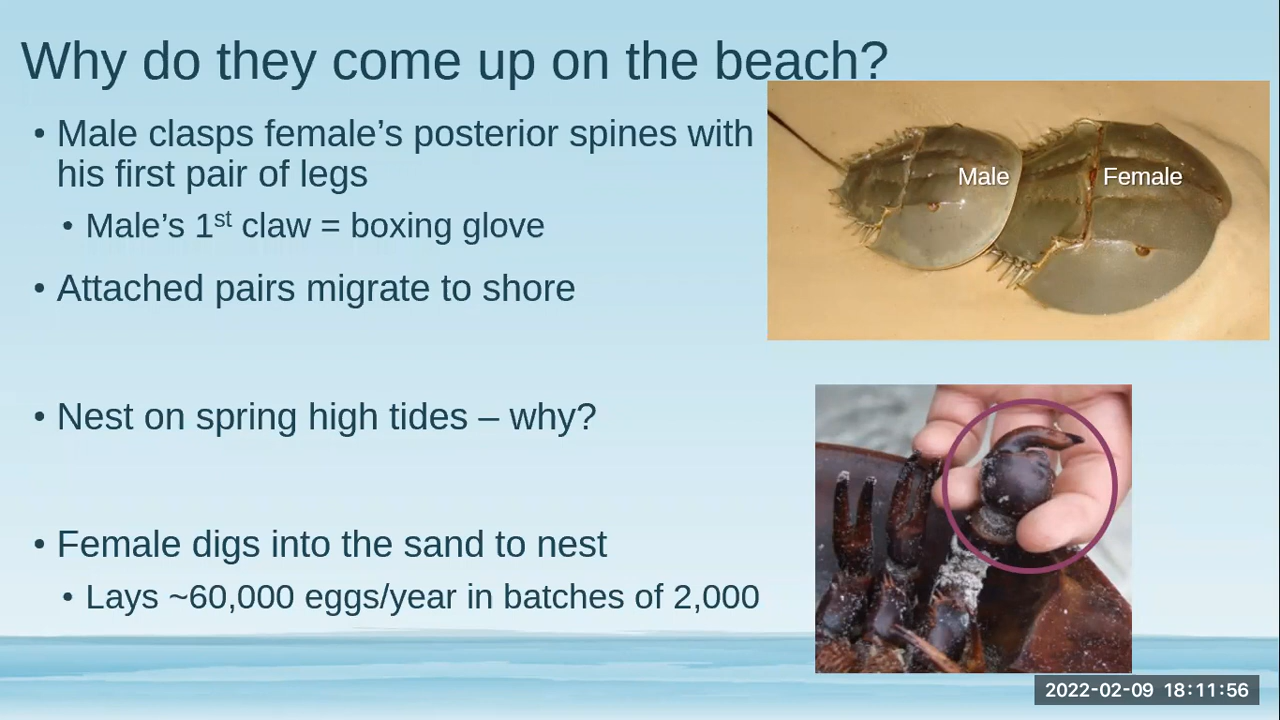 Why do they come up on the beach?
• Male clasps female’s posterior spines with
his first pair of legs
• Male’s 1st claw = boxing glove
• Attached pairs migrate to shore
• Nest on spring high tides – why?
• Female digs into the sand to nest
• Lays ~60,000 eggs/year in batches of 2,000
Male
Female
2022-02-09 18:11:56